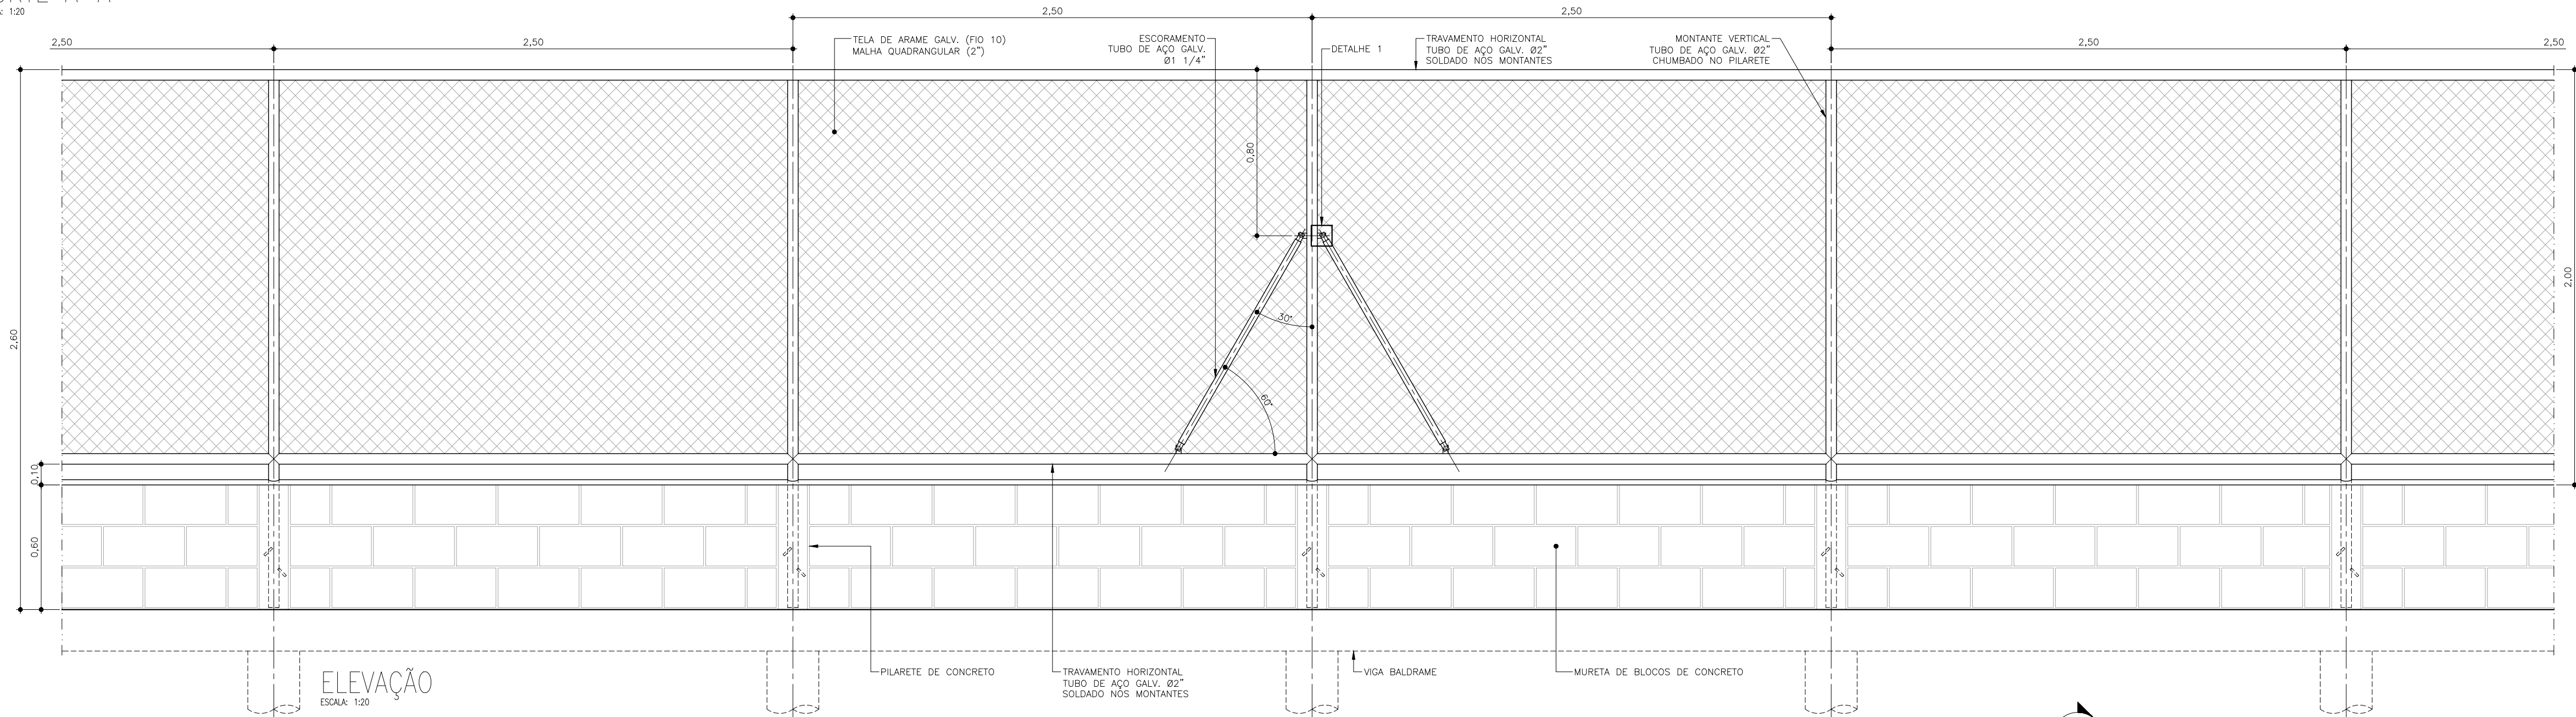 : 1:20
2,50
2,50
2,50
2,50
2,50
2,50
TELA DE ARAME GALV. (FIO 10)
MALHA QUADRANGULAR (2")
ESCORAMENTO
TUBO DE AÇO GALV.
Ø1 1/4"
DETALHE 1
TRAVAMENTO HORIZONTAL
TUBO DE AÇO GALV. Ø2"
SOLDADO NOS MONTANTES
MONTANTE VERTICAL
TUBO DE AÇO GALV. Ø2"
CHUMBADO NO PILARETE
0,80
2,00
2,60
30°
60°
0,10
0,60
PILARETE DE CONCRETO
TRAVAMENTO HORIZONTAL
TUBO DE AÇO GALV. Ø2"
SOLDADO NOS MONTANTES
VIGA BALDRAME
MURETA DE BLOCOS DE CONCRETO
ELEVAÇÃO
ESCALA: 1:20